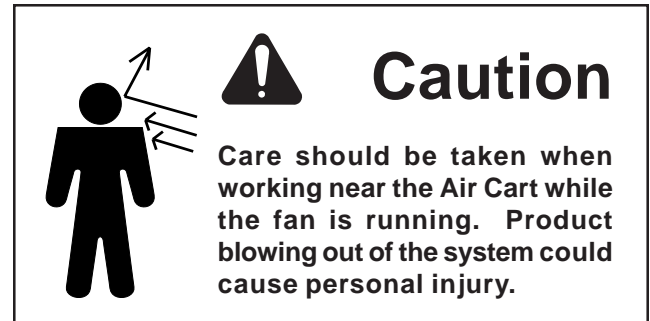 Caution
Care should be taken when
working near the Air Cart while
the fan is running. Product
blowing out of the system could
cause personal injury.